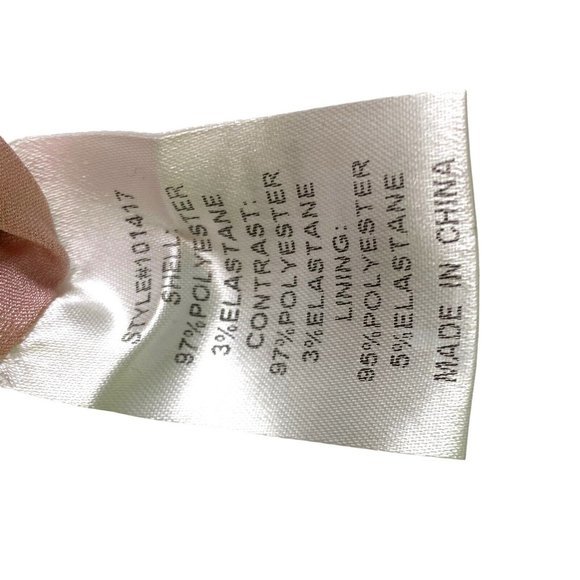 STYLE#101417
SHELL:
97%POLYESTER
3%ELASTANE
CONTRAST:
97%POLYESTER
3%ELASTANE
LINING:
95%POLYESTER
5%ELASTANE
MADE IN CHINA